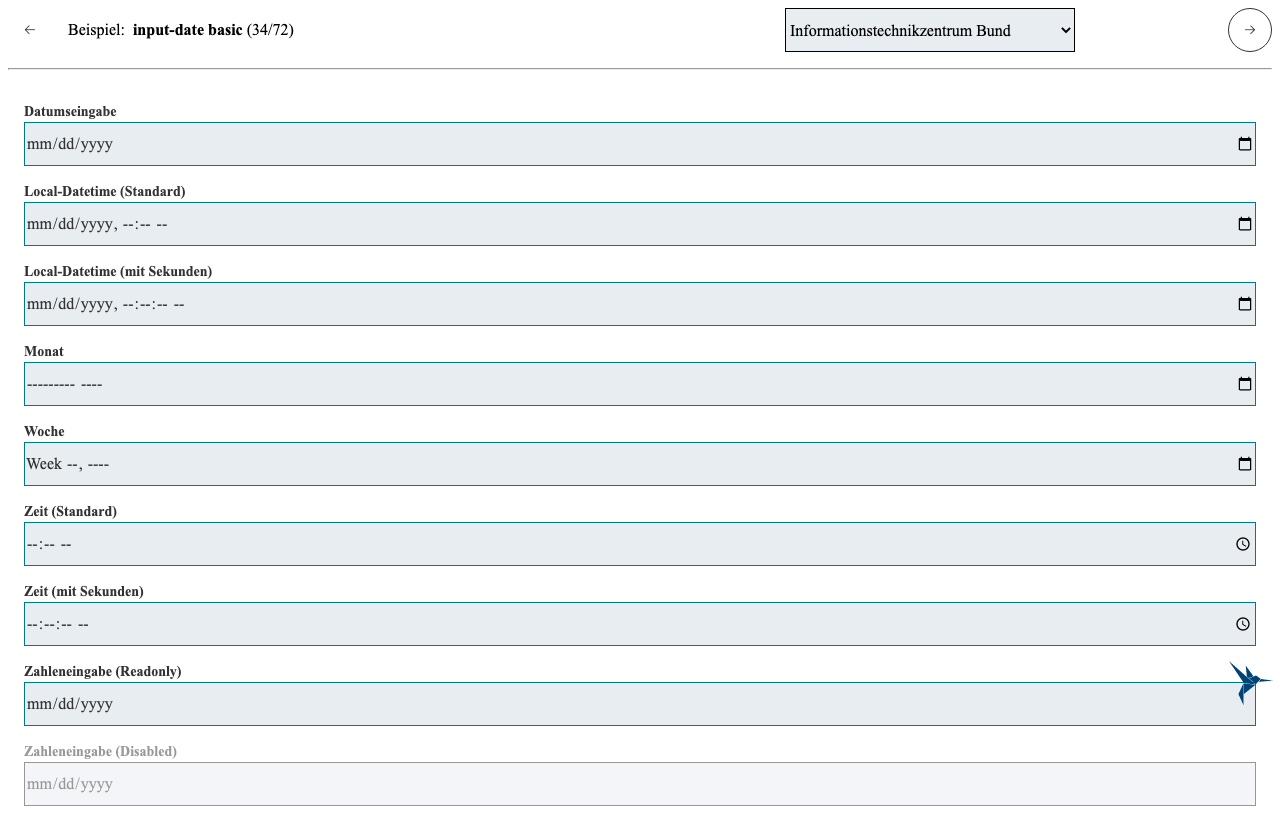 ← Beispiel: input-date basic (34/72) Informationstechnikzentrum Bund →
Datumseingabe
mm/dd/yyyy
Local-Datetime (Standard)
mm/dd/yyyy, --:-- --
Local-Datetime (mit Sekunden)
mm/dd/yyyy, --:--:-- --
Monat
--------- ----
Woche
Week --, ----
Zeit (Standard)
--:-- --
Zeit (mit Sekunden)
--:--:-- --
Zahleneingabe (Readonly)
mm/dd/yyyy
Zahleneingabe (Disabled)
mm/dd/yyyy